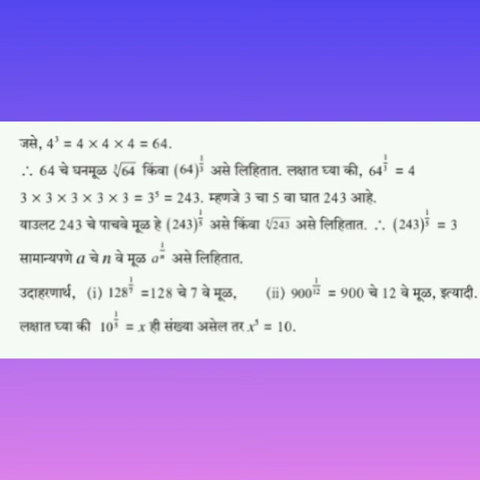 जसे, 4³ = 4 × 4 × 4 = 64.
∴ 64 चे घनमूळ ∛64 किंवा (64)^(1/3) असे लिहितात. लक्षात घ्या की, 64^(1/3) = 4
3 × 3 × 3 × 3 × 3 = 3⁵ = 243. म्हणजे 3 चा 5 वा घात 243 आहे.
याउलट 243 चे पाचवे मूळ हे (243)^(1/5) असे किंवा ⁵√243 असे लिहितात. ∴ (243)^(1/5) = 3
सामान्यपणे a चे n वे मूळ a^(1/n) असे लिहितात.
उदाहरणार्थ, (i) 128^(1/7) =128 चे 7 वे मूळ, (ii) 900^(1/12) = 900 चे 12 वे मूळ, इत्यादी.
लक्षात घ्या की 10^(1/5) = x ही संख्या असेल तर x⁵ = 10.